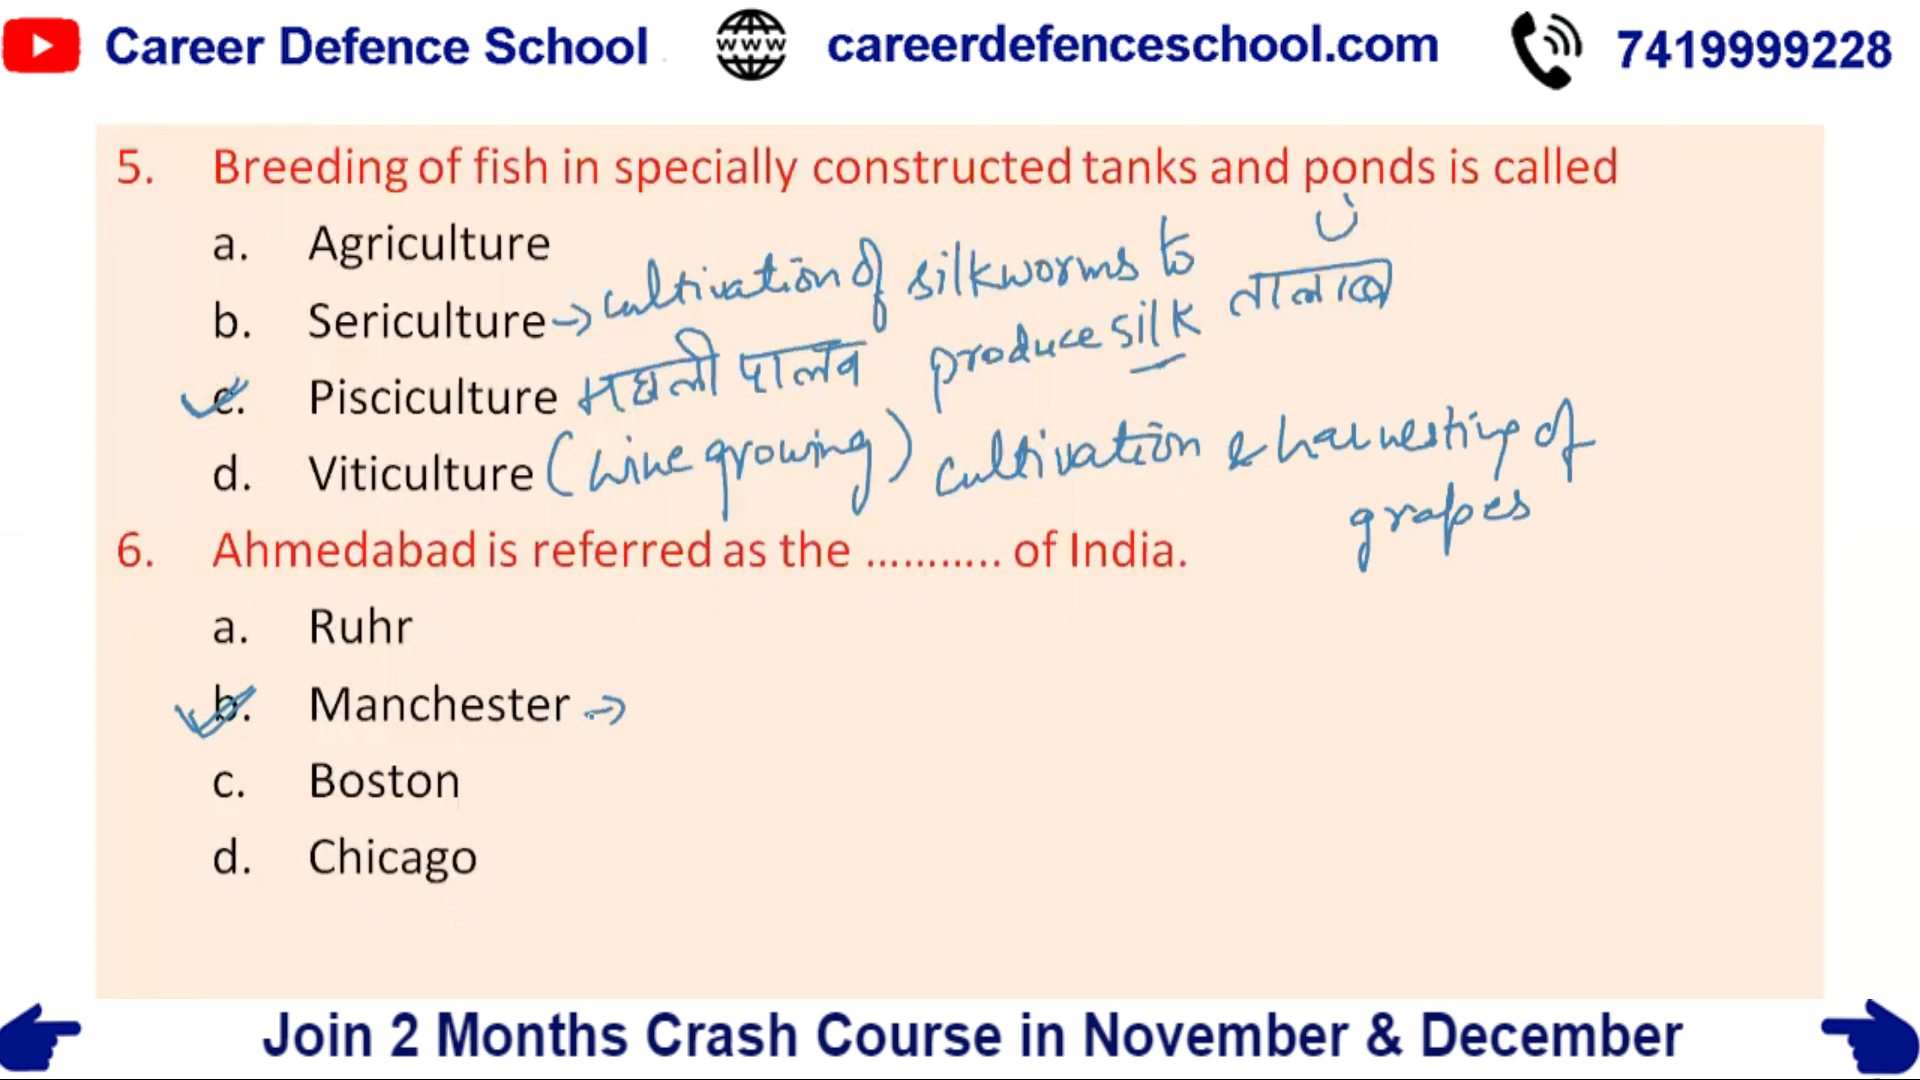 Career Defence School careerdefenceschool.com 7419999228
WWW
5. Breeding of fish in specially constructed tanks and ponds is called
a. Agriculture
b. Sericulture → cultivation of silkworms to
produce silk
तालाब
c. Pisciculture मछली पालन
d. Viticulture (wine growing) cultivation & harvesting of
grapes
6. Ahmedabad is referred as the ........... of India.
a. Ruhr
b. Manchester →
c. Boston
d. Chicago
Join 2 Months Crash Course in November & December